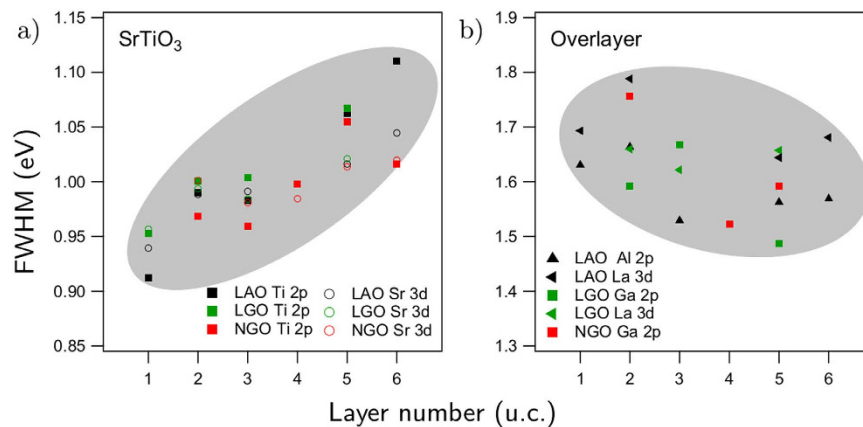 a)
SrTiO3
1.15
1.10
1.05
1.00
0.95
0.90
0.85
FWHM (eV)
LAO Ti 2p
LGO Ti 2p
NGO Ti 2p
LAO Sr 3d
LGO Sr 3d
NGO Sr 3d
1 2 3 4 5 6
b)
Overlayer
1.9
1.8
1.7
1.6
1.5
1.4
1.3
LAO Al 2p
LAO La 3d
LGO Ga 2p
LGO La 3d
NGO Ga 2p
1 2 3 4 5 6
Layer number (u.c.)